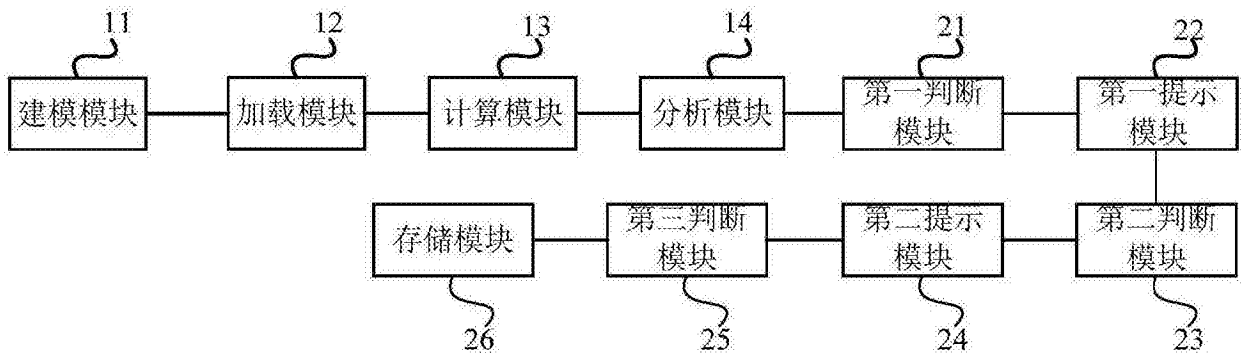 11 12 13 14 21 22
建模模块 加载模块 计算模块 分析模块 第一判断模块 第一提示模块
存储模块 第三判断模块 第二提示模块 第二判断模块
26 25 24 23